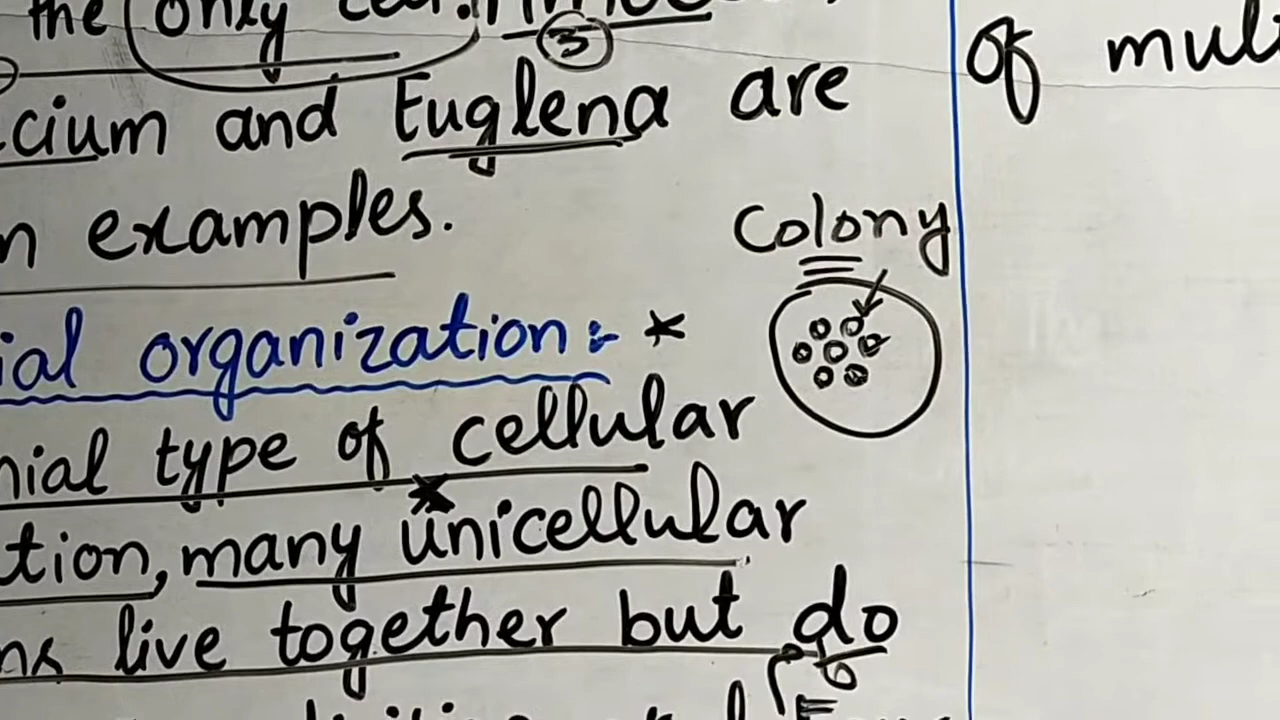 the only
③
cium and Euglena are
n examples.
Colony
ial organization:- *
nial type of cellular
tion, many unicellular
ns live together but do
of mul